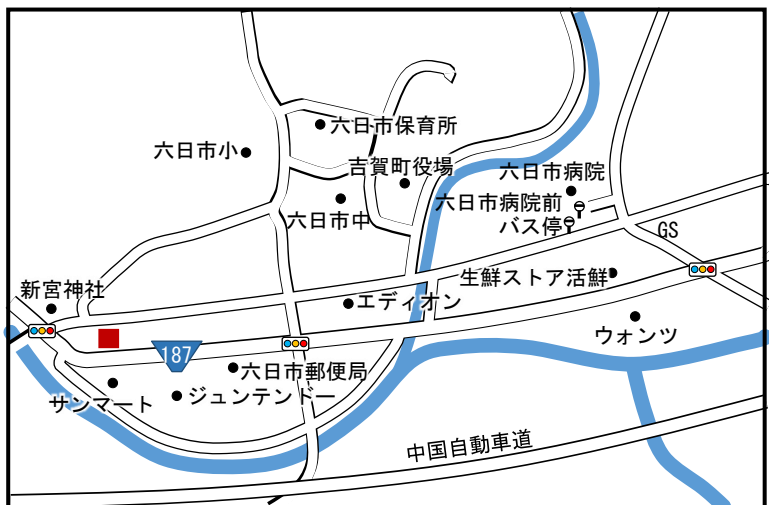 六日市保育所
六日市小
吉賀町役場
六日市病院
六日市病院前
バス停
六日市中
GS
生鮮ストア活鮮
新宮神社
エディオン
ウォンツ
187
六日市郵便局
サンマート
ジュンテンドー
中国自動車道